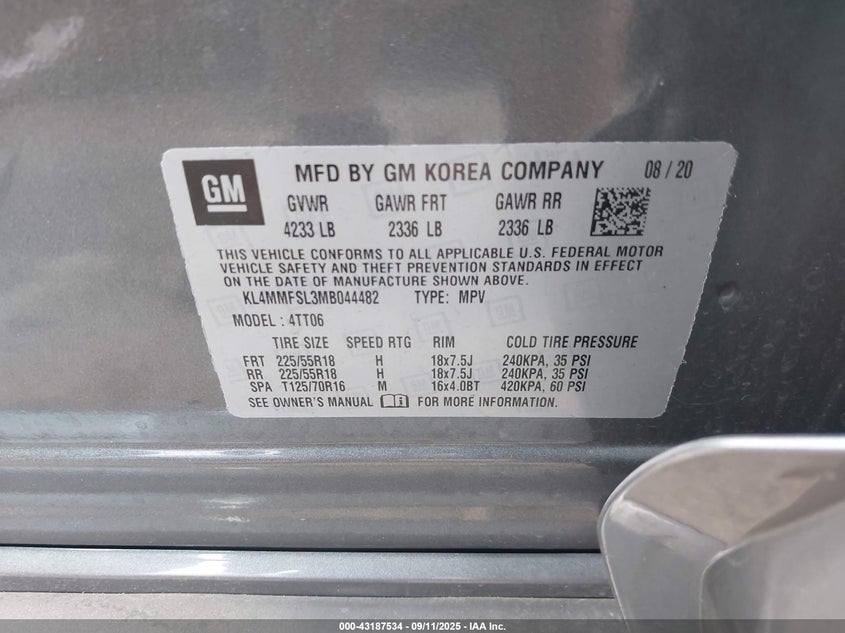 GM
MFD BY GM KOREA COMPANY 08 / 20
GVWR GAWR FRT GAWR RR
4233 LB 2336 LB 2336 LB
THIS VEHICLE CONFORMS TO ALL APPLICABLE U.S. FEDERAL MOTOR
VEHICLE SAFETY AND THEFT PREVENTION STANDARDS IN EFFECT
ON THE DATE OF MANUFACTURE SHOWN ABOVE.
KL4MMFSL3MB044482 TYPE: MPV
MODEL : 4TT06
TIRE SIZE SPEED RTG RIM COLD TIRE PRESSURE
FRT 225/55R18 H 18x7.5J 240KPA, 35 PSI
RR 225/55R18 H 18x7.5J 240KPA, 35 PSI
SPA T125/70R16 M 16x4.0BT 420KPA, 60 PSI
SEE OWNER'S MANUAL FOR MORE INFORMATION.
000-43187534 - 09/11/2025 - IAA Inc.